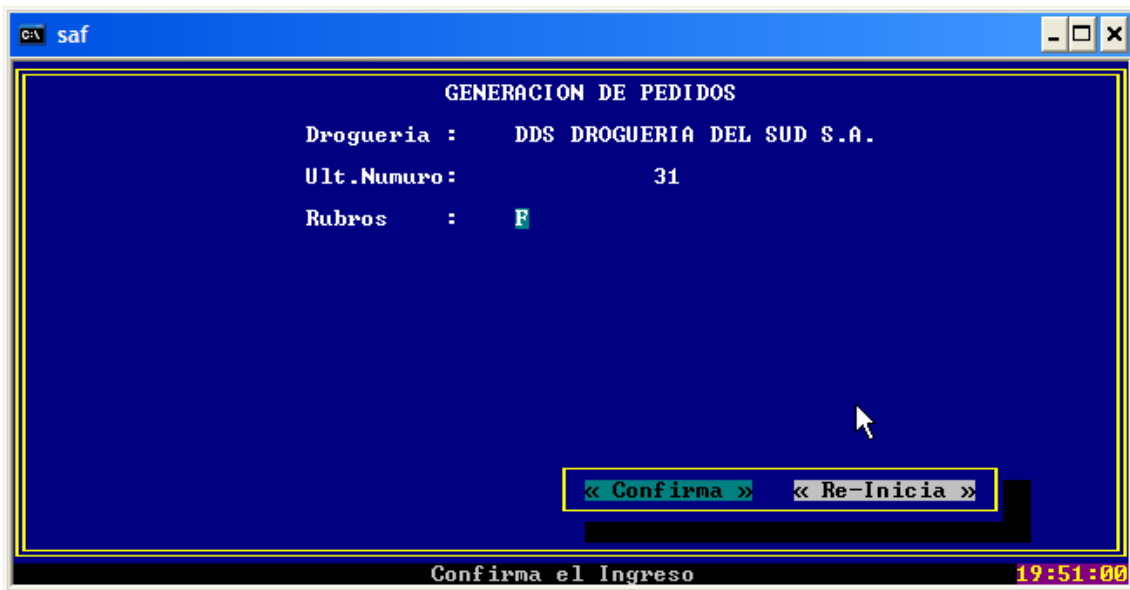 saf
GENERACION DE PEDIDOS
Drogueria : DDS DROGUERIA DEL SUD S.A.
Ult.Numuro: 31
Rubros : F
« Confirma » « Re-Inicia »
Confirma el Ingreso 19:51:00